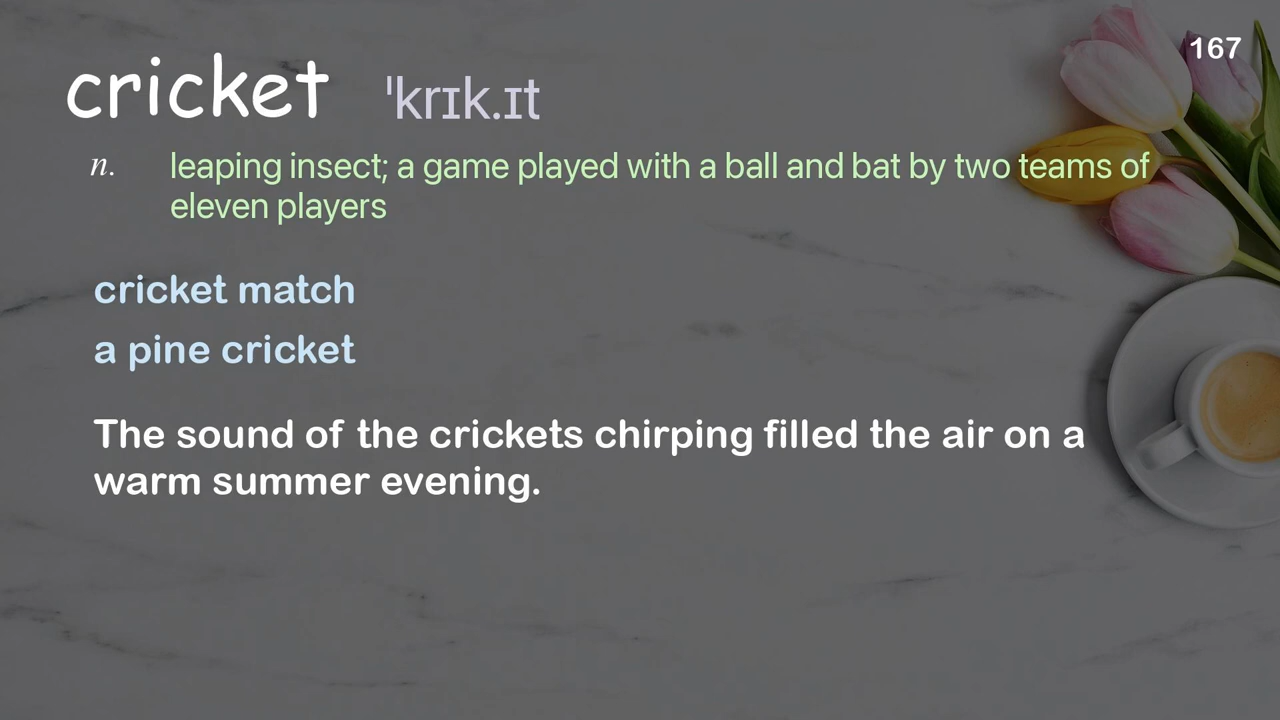 167
cricket ˈkrɪk.ɪt
n. leaping insect; a game played with a ball and bat by two teams of
eleven players
cricket match
a pine cricket
The sound of the crickets chirping filled the air on a
warm summer evening.